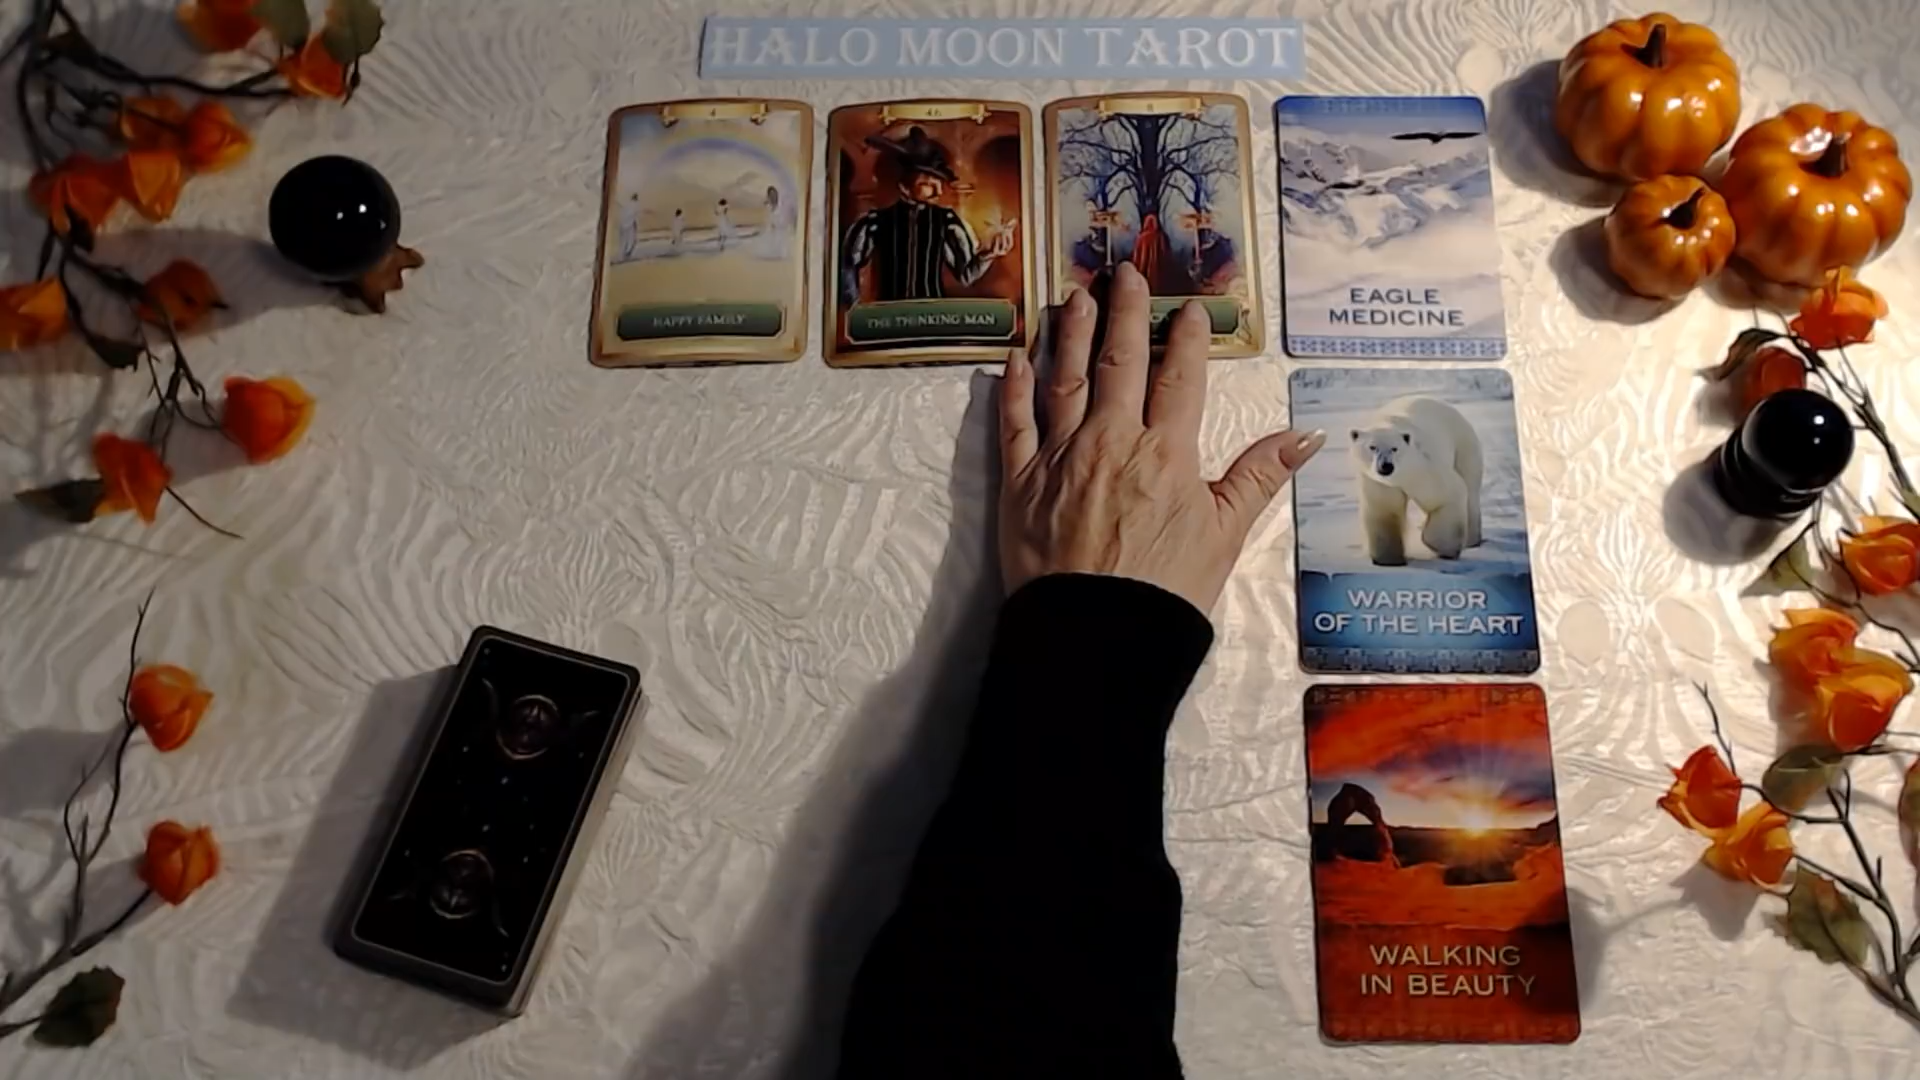 HALO MOON TAROT
HAPPY FAMILY
THE THINKING MAN
EAGLE
MEDICINE
WARRIOR
OF THE HEART
WALKING
IN BEAUTY